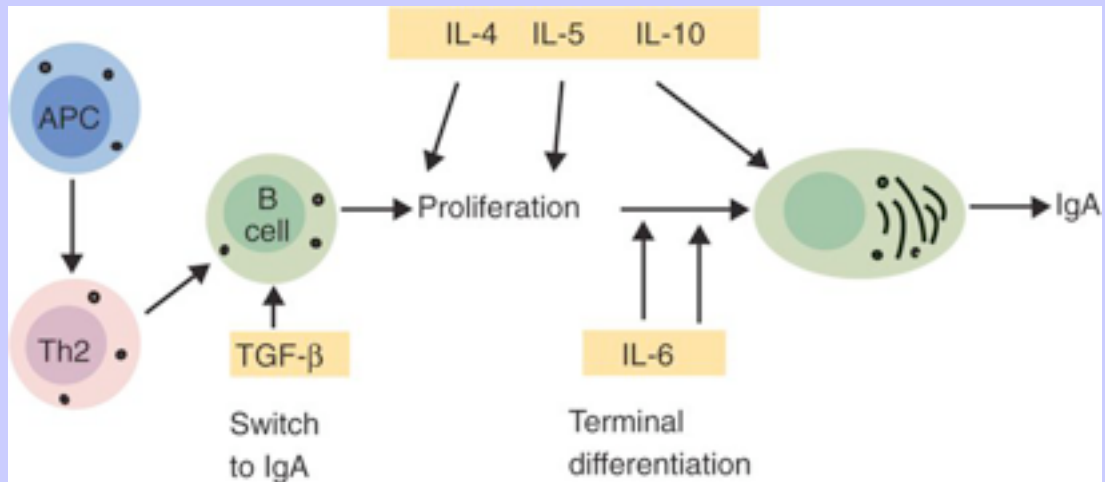 IL-4 IL-5 IL-10
APC
B
cell
Proliferation
IgA
Th2
TGF-β
IL-6
Switch
to IgA
Terminal
differentiation